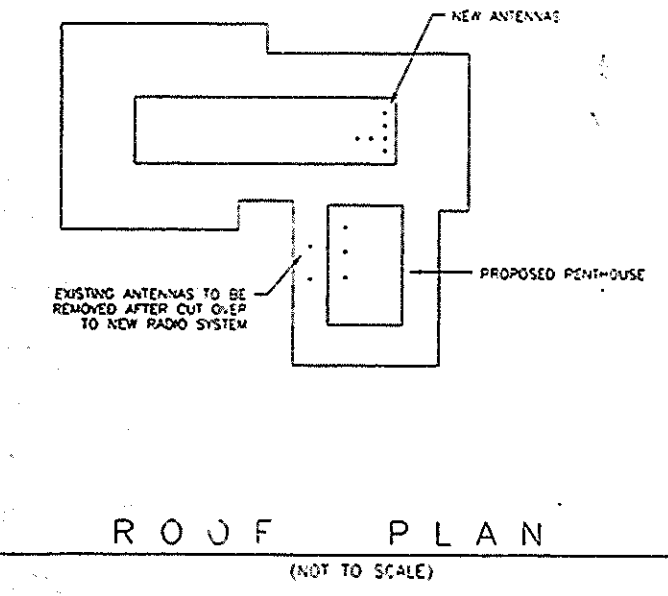 NEW ANTENNAS
PROPOSED PENTHOUSE
EXISTING ANTENNAS TO BE
REMOVED AFTER CUT OVER
TO NEW RADIO SYSTEM
ROOF PLAN
(NOT TO SCALE)